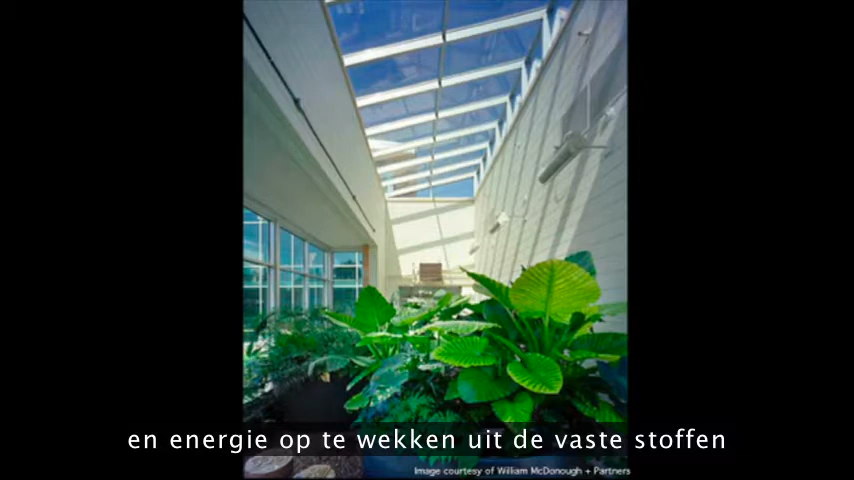 en energie op te wekken uit de vaste stoffen
Image courtesy of William McDonough + Partners